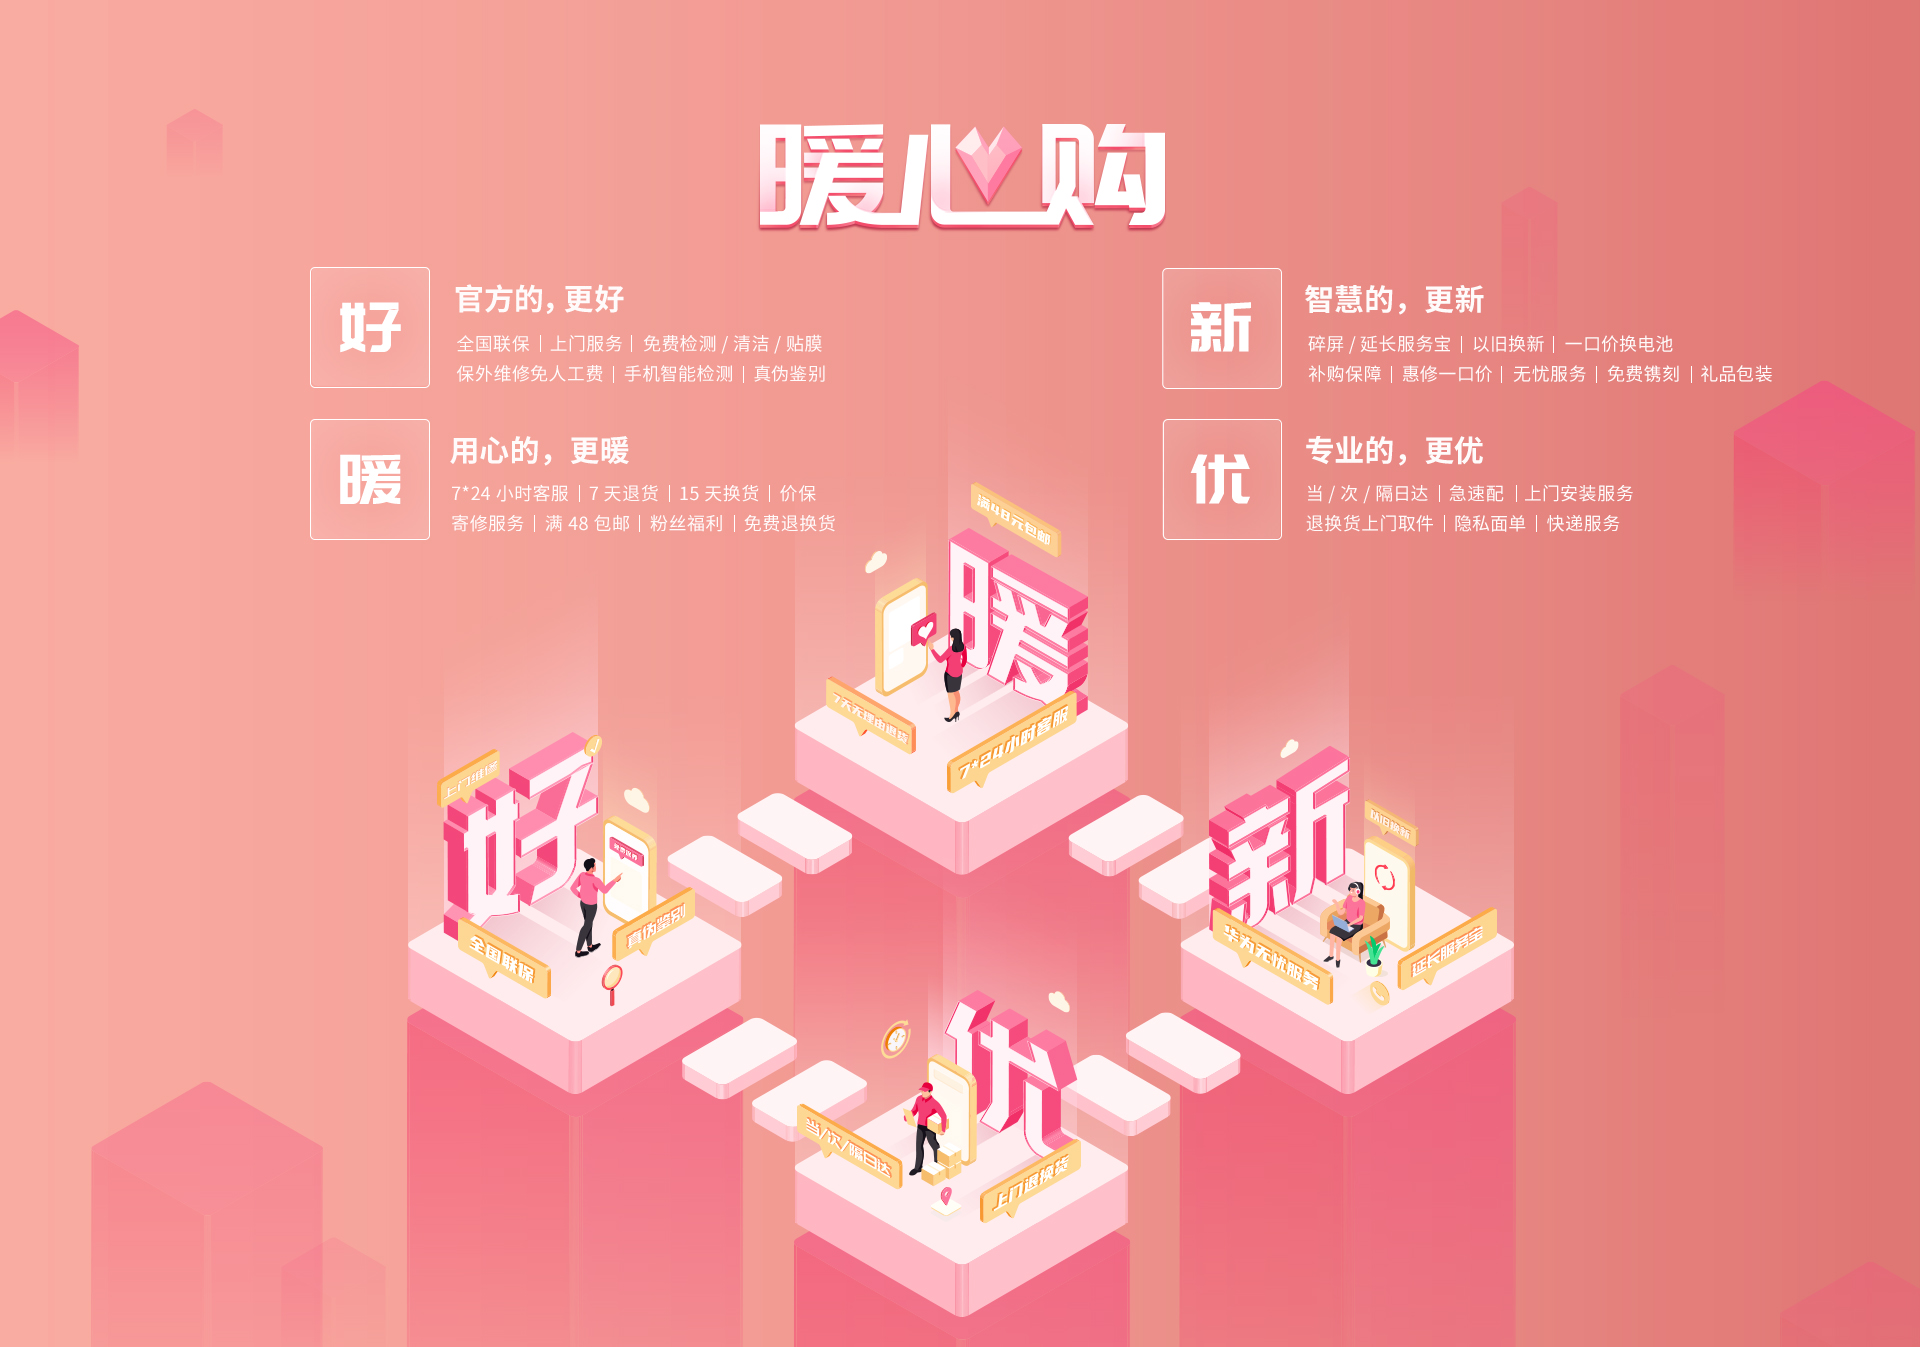 暖心购
好
官方的，更好
全国联保｜上门服务｜免费检测 / 清洁 / 贴膜
保外维修免人工费｜手机智能检测｜真伪鉴别
新
智慧的，更新
碎屏 / 延长服务宝｜以旧换新｜一口价换电池
补购保障｜惠修一口价｜无忧服务｜免费镌刻｜礼品包装
暖
用心的，更暖
7*24 小时客服｜7 天退货｜15 天换货｜价保
寄修服务｜满 48 包邮｜粉丝福利｜免费退换货
优
专业的，更优
当 / 次 / 隔日达｜急速配｜上门安装服务
退换货上门取件｜隐私面单｜快递服务
满48元包邮
暖
7天无理由退货
7*24小时客服
上门维修
好
全国联保
真伪鉴别
新
以旧换新
华为无忧服务
延长服务宝
优
当/次/隔日达
上门退换货